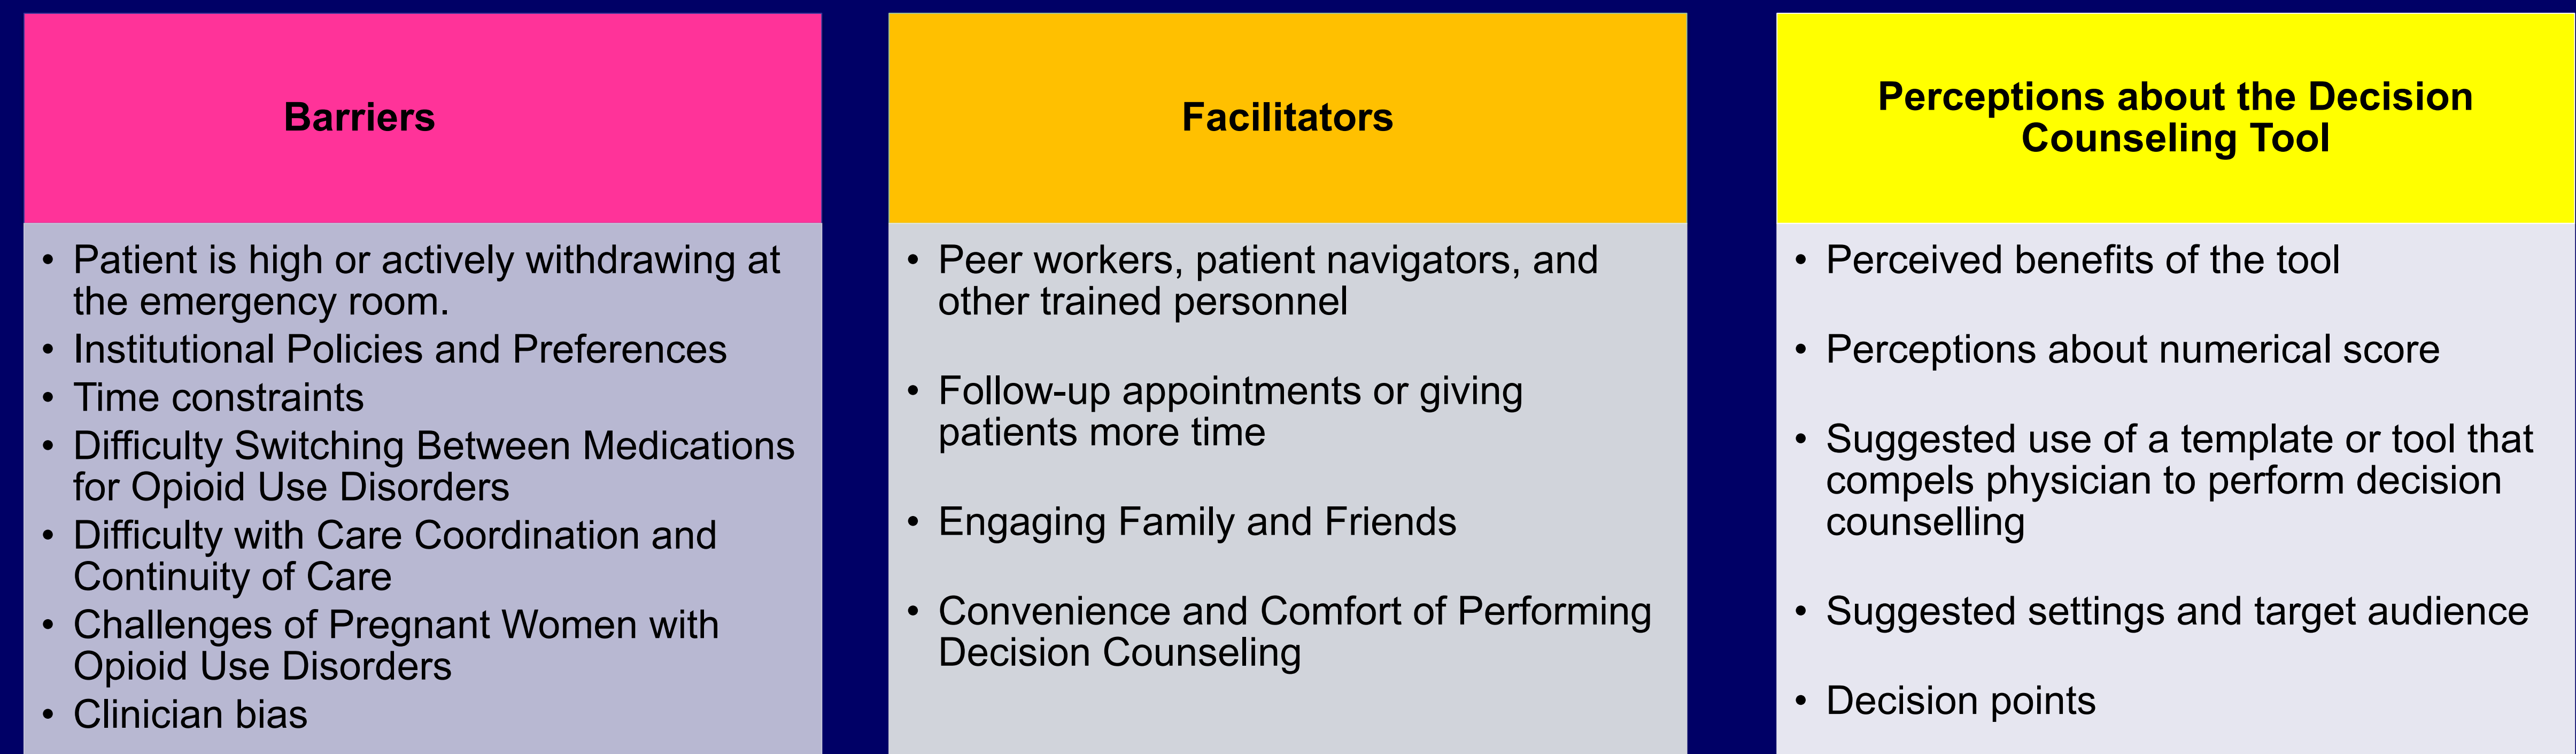 Barriers
• Patient is high or actively withdrawing at
the emergency room.
• Institutional Policies and Preferences
• Time constraints
• Difficulty Switching Between Medications
for Opioid Use Disorders
• Difficulty with Care Coordination and
Continuity of Care
• Challenges of Pregnant Women with
Opioid Use Disorders
• Clinician bias
Facilitators
• Peer workers, patient navigators, and
other trained personnel
• Follow-up appointments or giving
patients more time
• Engaging Family and Friends
• Convenience and Comfort of Performing
Decision Counseling
Perceptions about the Decision
Counseling Tool
• Perceived benefits of the tool
• Perceptions about numerical score
• Suggested use of a template or tool that
compels physician to perform decision
counselling
• Suggested settings and target audience
• Decision points